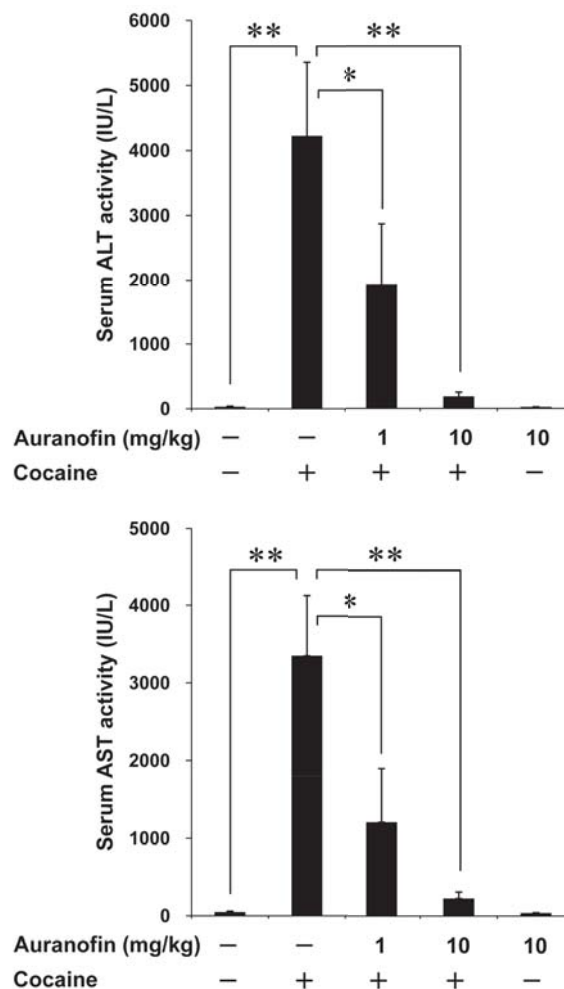 6000
5000
4000
3000
2000
1000
0
Serum ALT activity (IU/L)
** **
*
Auranofin (mg/kg) — — 1 10 10
Cocaine — + + + —
5000
4000
3000
2000
1000
0
Serum AST activity (IU/L)
** **
*
Auranofin (mg/kg) — — 1 10 10
Cocaine — + + + —